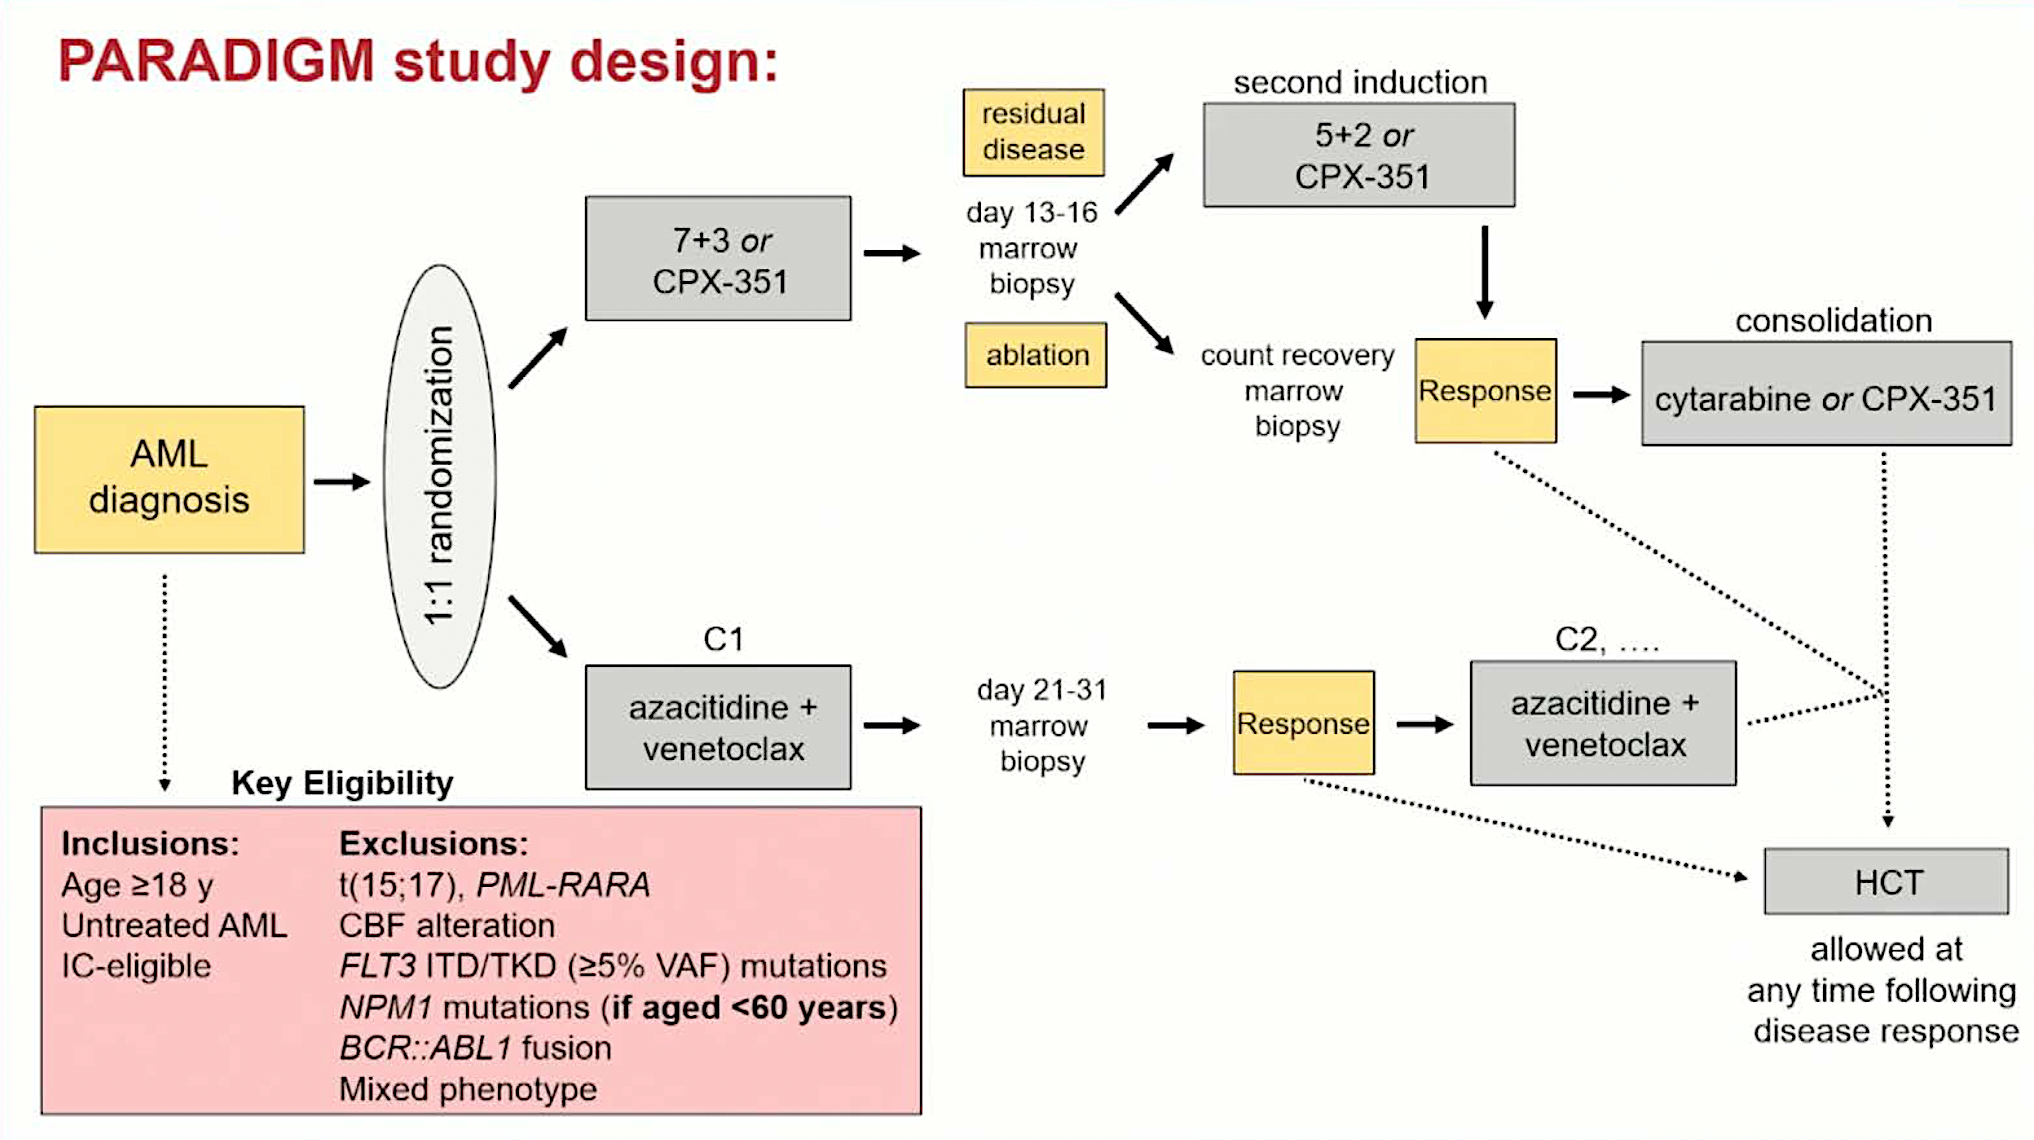 PARADIGM study design:
AML
diagnosis
1:1 randomization
7+3 or
CPX-351
residual
disease
day 13-16
marrow
biopsy
ablation
second induction
5+2 or
CPX-351
count recovery
marrow
biopsy
Response
consolidation
cytarabine or CPX-351
C1
azacitidine +
venetoclax
day 21-31
marrow
biopsy
Response
C2, ....
azacitidine +
venetoclax
HCT
allowed at
any time following
disease response
Key Eligibility
Inclusions:
Age ≥18 y
Untreated AML
IC-eligible
Exclusions:
t(15;17), PML-RARA
CBF alteration
FLT3 ITD/TKD (≥5% VAF) mutations
NPM1 mutations (if aged <60 years)
BCR::ABL1 fusion
Mixed phenotype